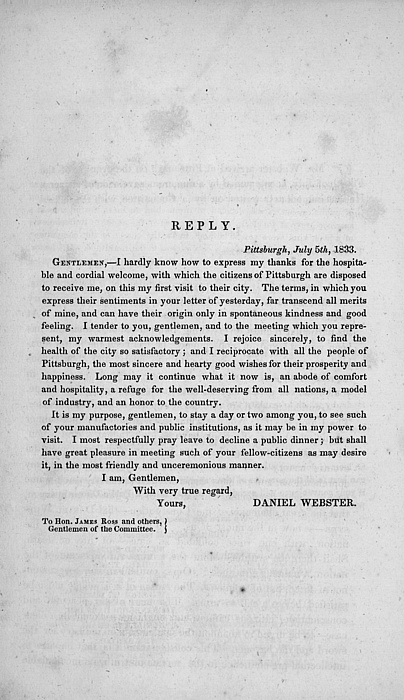 REPLY.
Pittsburgh, July 5th, 1833.
GENTLEMEN,—I hardly know how to express my thanks for the hospita-
ble and cordial welcome, with which the citizens of Pittsburgh are disposed
to receive me, on this my first visit to their city. The terms, in which you
express their sentiments in your letter of yesterday, far transcend all merits
of mine, and can have their origin only in spontaneous kindness and good
feeling. I tender to you, gentlemen, and to the meeting which you repre-
sent, my warmest acknowledgements. I rejoice sincerely, to find the
health of the city so satisfactory; and I reciprocate with all the people of
Pittsburgh, the most sincere and hearty good wishes for their prosperity and
happiness. Long may it continue what it now is, an abode of comfort
and hospitality, a refuge for the well-deserving from all nations, a model
of industry, and an honor to the country.
It is my purpose, gentlemen, to stay a day or two among you, to see such
of your manufactories and public institutions, as it may be in my power to
visit. I most respectfully pray leave to decline a public dinner; but shall
have great pleasure in meeting such of your fellow-citizens as may desire
it, in the most friendly and unceremonious manner.
I am, Gentlemen,
With very true regard,
Yours, DANIEL WEBSTER.
To Hon. JAMES ROSS and others, }
Gentlemen of the Committee. }